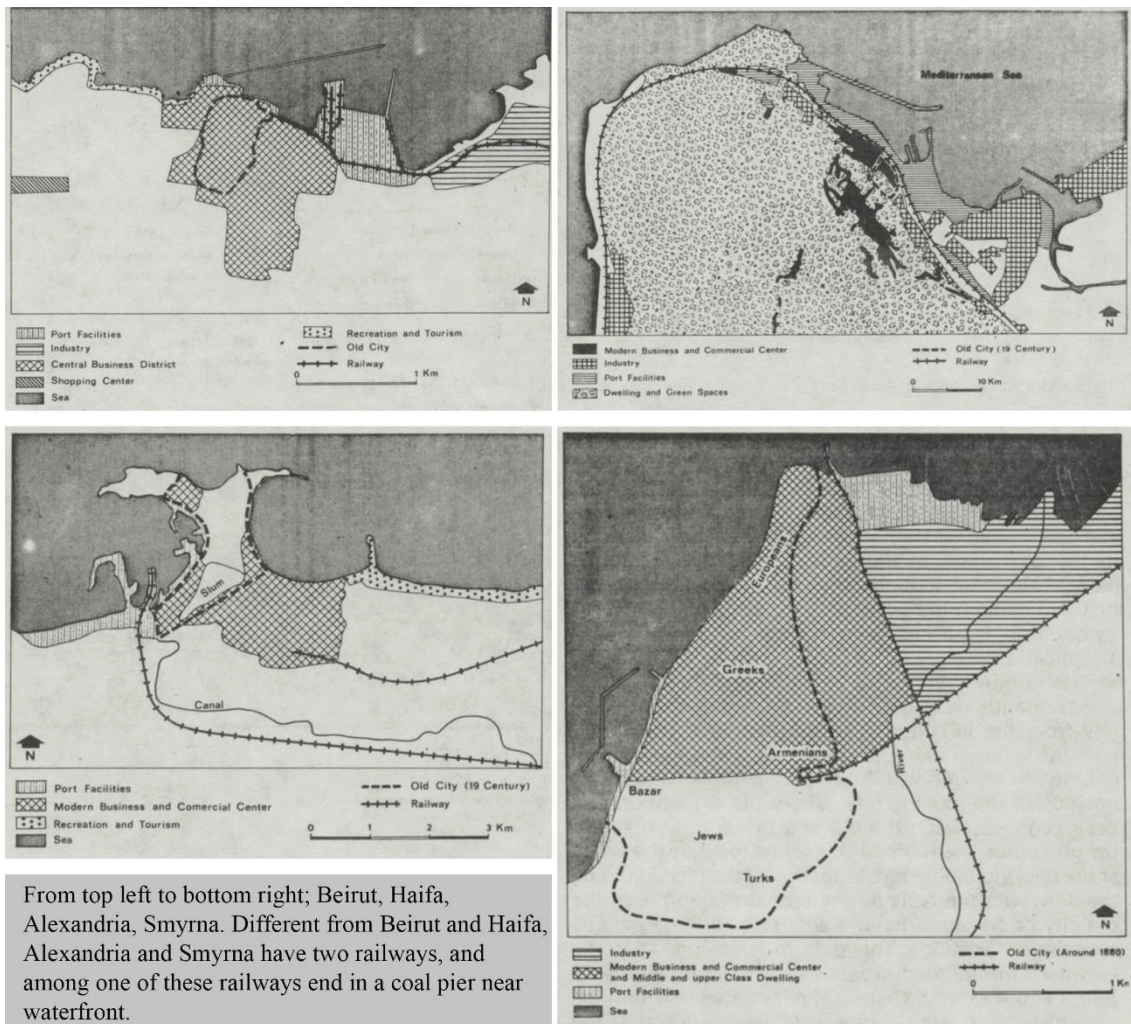 N
Port Facilities
Industry
Central Business District
Shopping Center
Sea
Recreation and Tourism
Old City
Railway
0 1 Km
Mediterranean Sea
N
Modern Business and Commercial Center
Industry
Port Facilities
Dwelling and Green Spaces
Old City (19 Century)
Railway
0 10 Km
Slum
Canal
N
Port Facilities
Modern Business and Comercial Center
Recreation and Tourism
Sea
Old City (19 Century)
Railway
0 1 2 3 Km
Europeans
Greeks
Armenians
River
Bazar
Jews
Turks
N
Industry
Modern Business and Commercial Center
and Middle and upper Class Dwelling
Port Facilities
Sea
Old City (Around 1880)
Railway
0 1 Km
From top left to bottom right; Beirut, Haifa,
Alexandria, Smyrna. Different from Beirut and Haifa,
Alexandria and Smyrna have two railways, and
among one of these railways end in a coal pier near
waterfront.